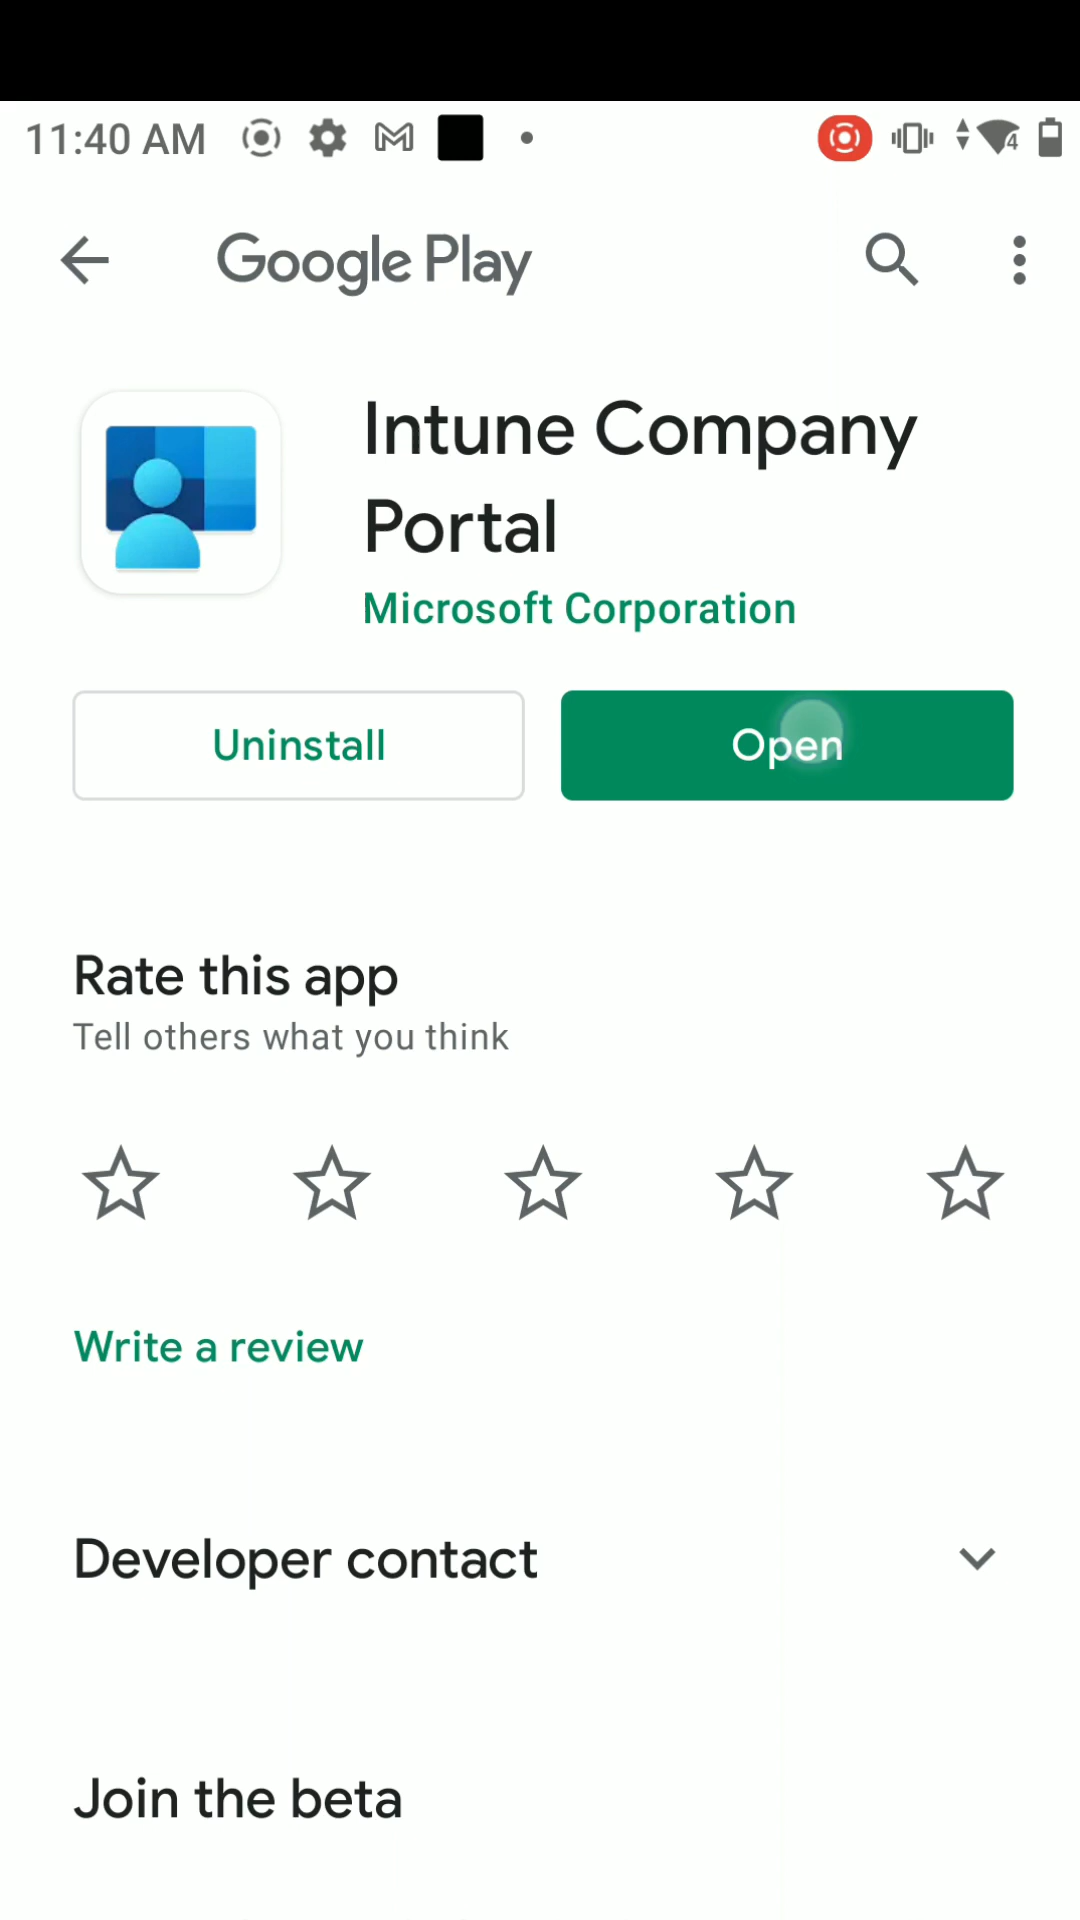 11:40 AM
4
Google Play
Intune Company
Portal
Microsoft Corporation
Uninstall
Open
Rate this app
Tell others what you think
Write a review
Developer contact
Join the beta